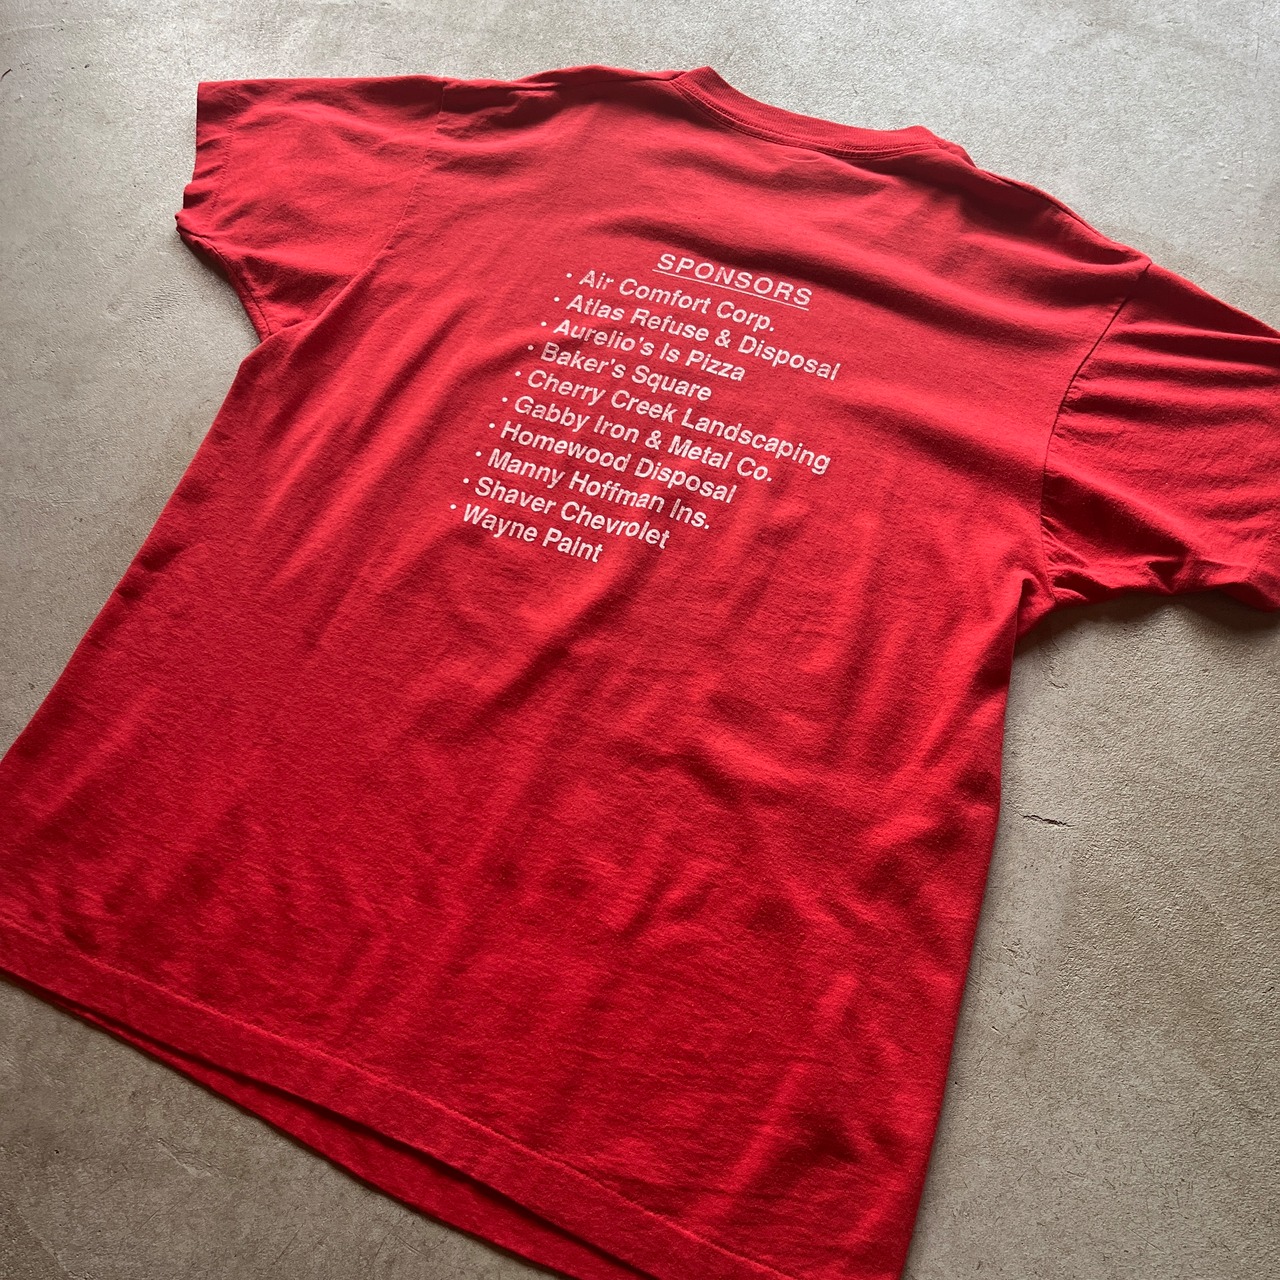 SPONSORS
• Air Comfort Corp.
• Atlas Refuse & Disposal
• Aurelio's Is Pizza
• Baker's Square
• Cherry Creek Landscaping
• Gabby Iron & Metal Co.
• Homewood Disposal
• Manny Hoffman Ins.
• Shaver Chevrolet
• Wayne Paint